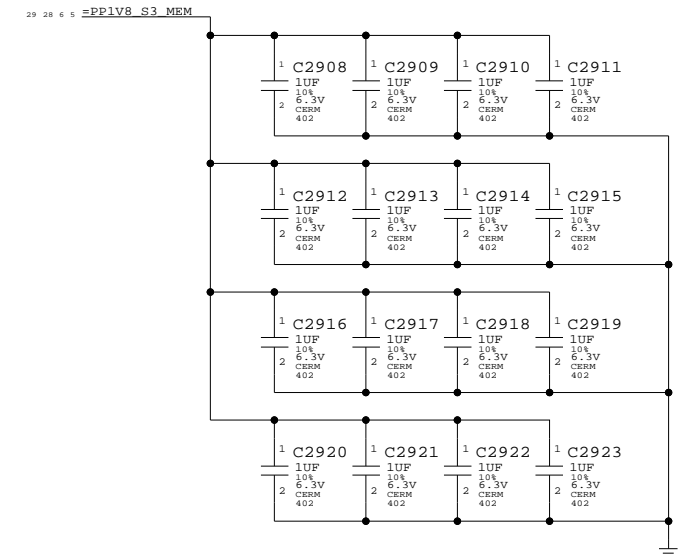 29 28 6 5 =PP1V8_S3_MEM
1 C2908 1 C2909 1 C2910 1 C2911
1UF 1UF 1UF 1UF
10% 10% 10% 10%
2 6.3V 2 6.3V 2 6.3V 2 6.3V
CERM CERM CERM CERM
402 402 402 402
1 C2912 1 C2913 1 C2914 1 C2915
1UF 1UF 1UF 1UF
10% 10% 10% 10%
2 6.3V 2 6.3V 2 6.3V 2 6.3V
CERM CERM CERM CERM
402 402 402 402
1 C2916 1 C2917 1 C2918 1 C2919
1UF 1UF 1UF 1UF
10% 10% 10% 10%
2 6.3V 2 6.3V 2 6.3V 2 6.3V
CERM CERM CERM CERM
402 402 402 402
1 C2920 1 C2921 1 C2922 1 C2923
1UF 1UF 1UF 1UF
10% 10% 10% 10%
2 6.3V 2 6.3V 2 6.3V 2 6.3V
CERM CERM CERM CERM
402 402 402 402